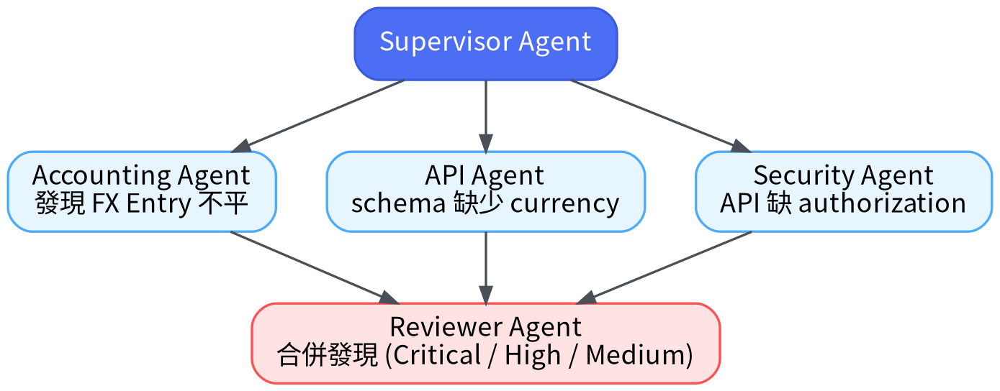 Supervisor Agent
Accounting Agent
發現 FX Entry 不平
API Agent
schema 缺少 currency
Security Agent
API 缺 authorization
Reviewer Agent
合併發現 (Critical / High / Medium)